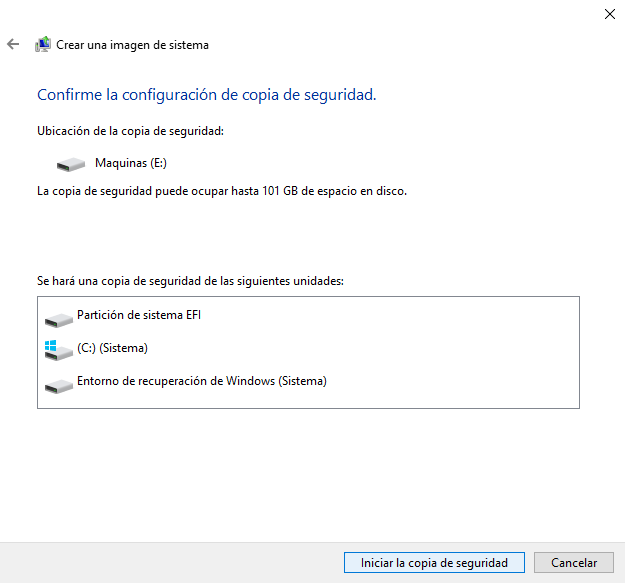 Crear una imagen de sistema
Confirme la configuración de copia de seguridad.
Ubicación de la copia de seguridad:
Maquinas (E:)
La copia de seguridad puede ocupar hasta 101 GB de espacio en disco.
Se hará una copia de seguridad de las siguientes unidades:
Partición de sistema EFI
(C:) (Sistema)
Entorno de recuperación de Windows (Sistema)
Iniciar la copia de seguridad
Cancelar